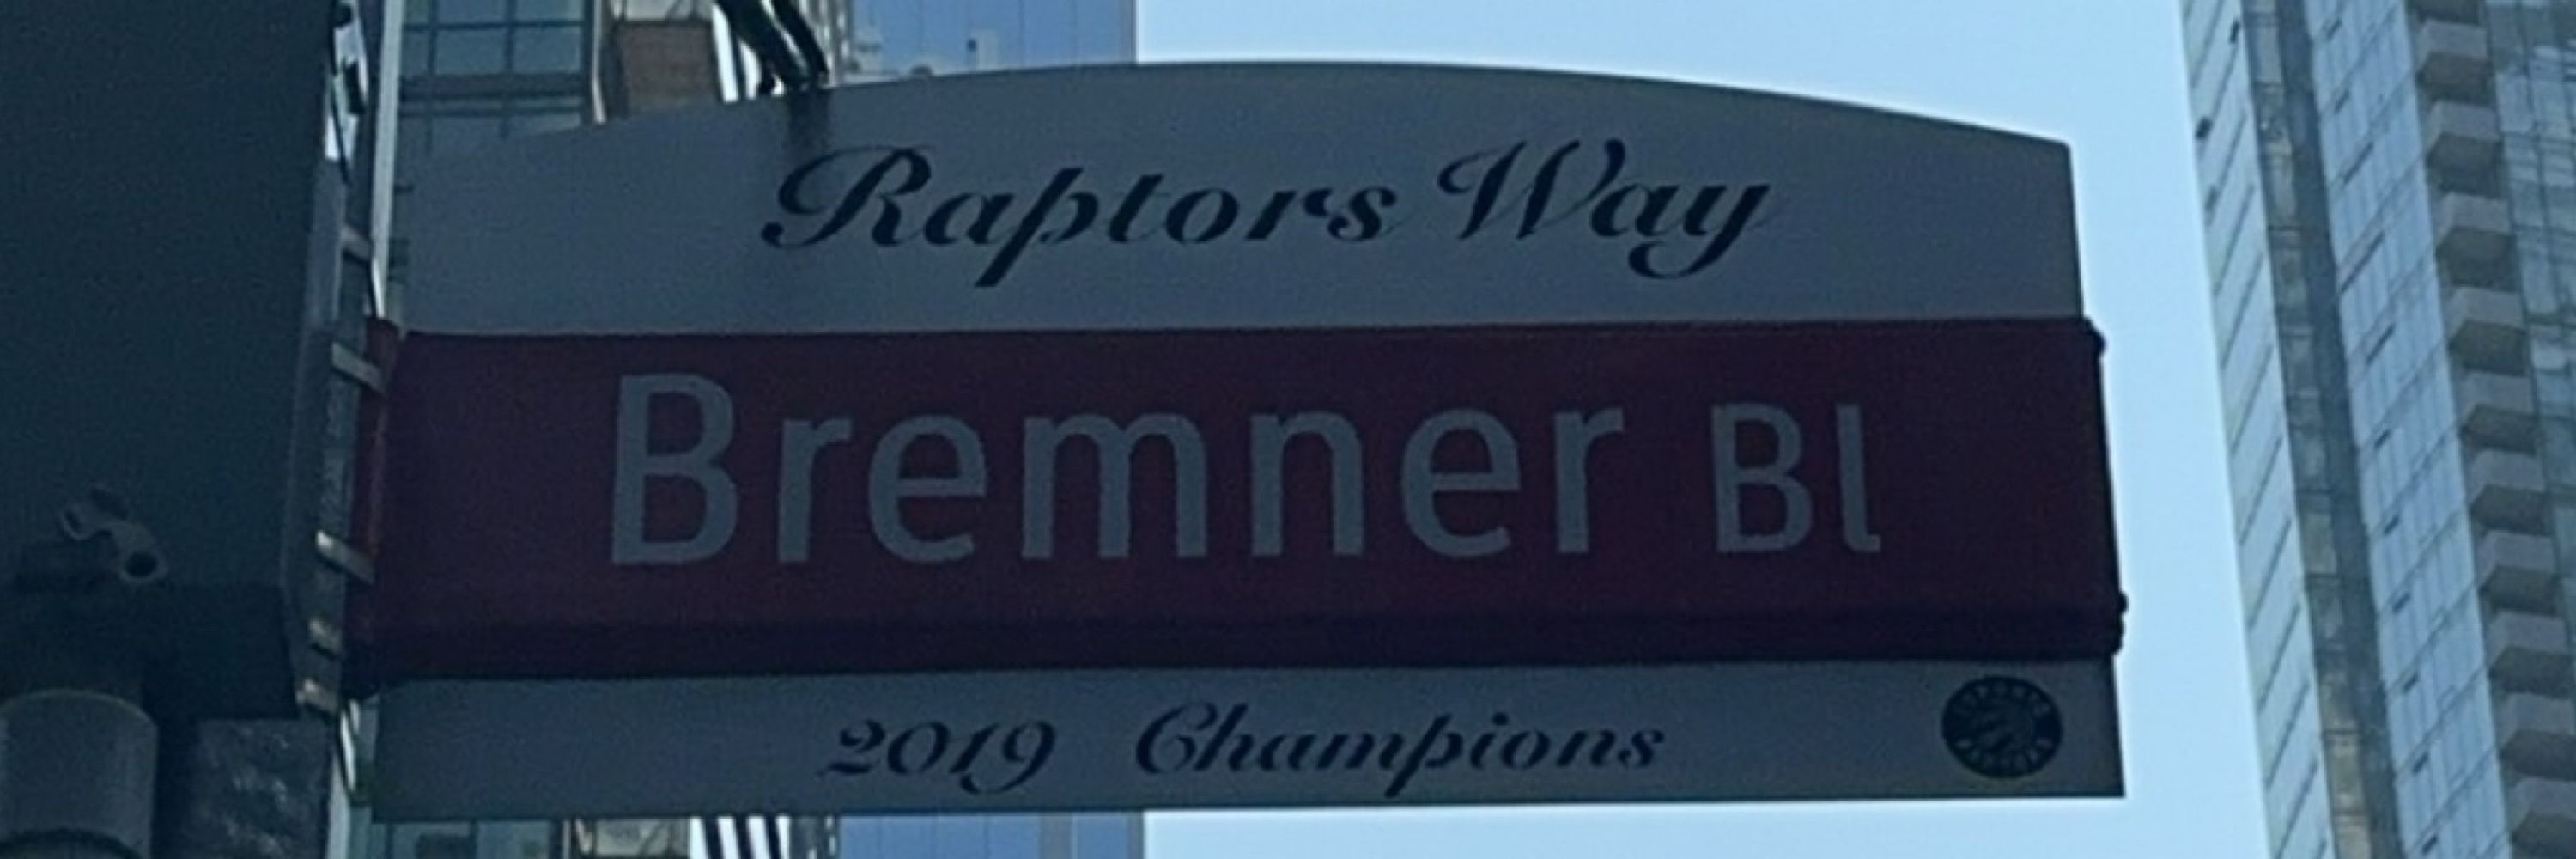 Raptors Way
Bremner Bl
2019 Champions